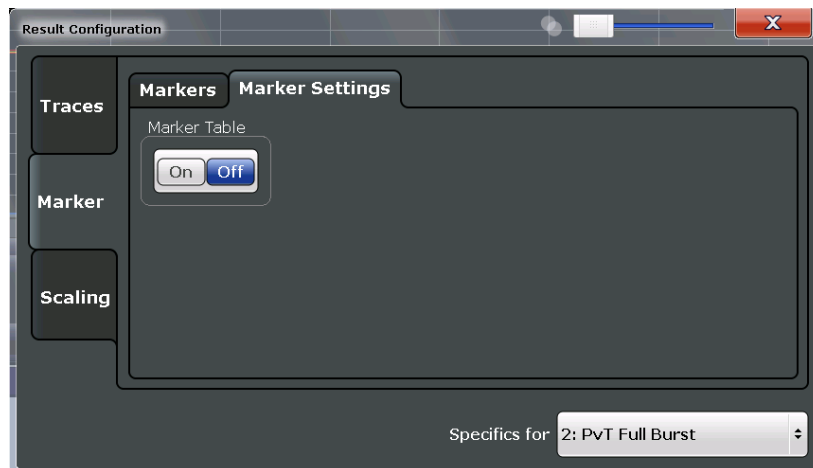 Result Configuration
X
Traces
Marker
Scaling
Markers Marker Settings
Marker Table
On Off
Specifics for 2: PvT Full Burst